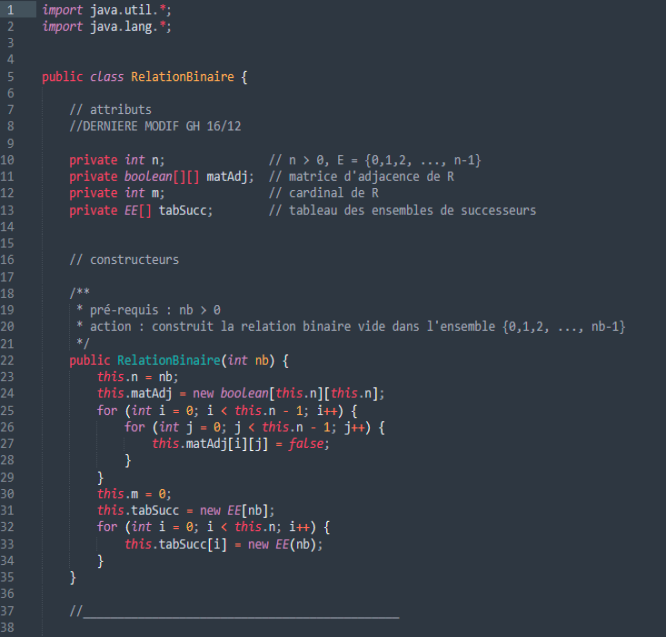 1 import java.util.*;
2 import java.lang.*;
3
4
5 public class RelationBinaire {
6
7 // attributs
8 //DERNIERE MODIF GH 16/12
9
10 private int n; // n > 0, E = {0,1,2, ..., n-1}
11 private boolean[][] matAdj; // matrice d'adjacence de R
12 private int m; // cardinal de R
13 private EE[] tabSucc; // tableau des ensembles de successeurs
14
15
16 // constructeurs
17
18 /**
19 * pré-requis : nb > 0
20 * action : construit la relation binaire vide dans l'ensemble {0,1,2, ..., nb-1}
21 */
22 public RelationBinaire(int nb) {
23 this.n = nb;
24 this.matAdj = new boolean[this.n][this.n];
25 for (int i = 0; i < this.n - 1; i++) {
26 for (int j = 0; j < this.n - 1; j++) {
27 this.matAdj[i][j] = false;
28 }
29 }
30 this.m = 0;
31 this.tabSucc = new EE[nb];
32 for (int i = 0; i < this.n; i++) {
33 this.tabSucc[i] = new EE(nb);
34 }
35 }
36
37 //__________________________________________
38